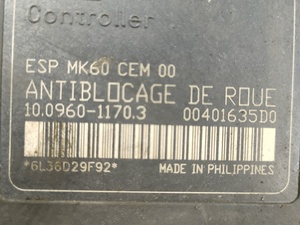 Controller
ESP MK60 CEM 00
ANTIBLOCAGE DE ROUE
10.0960-1170.3 00401635D0
*6L36D29F92*
MADE IN PHILIPPINES